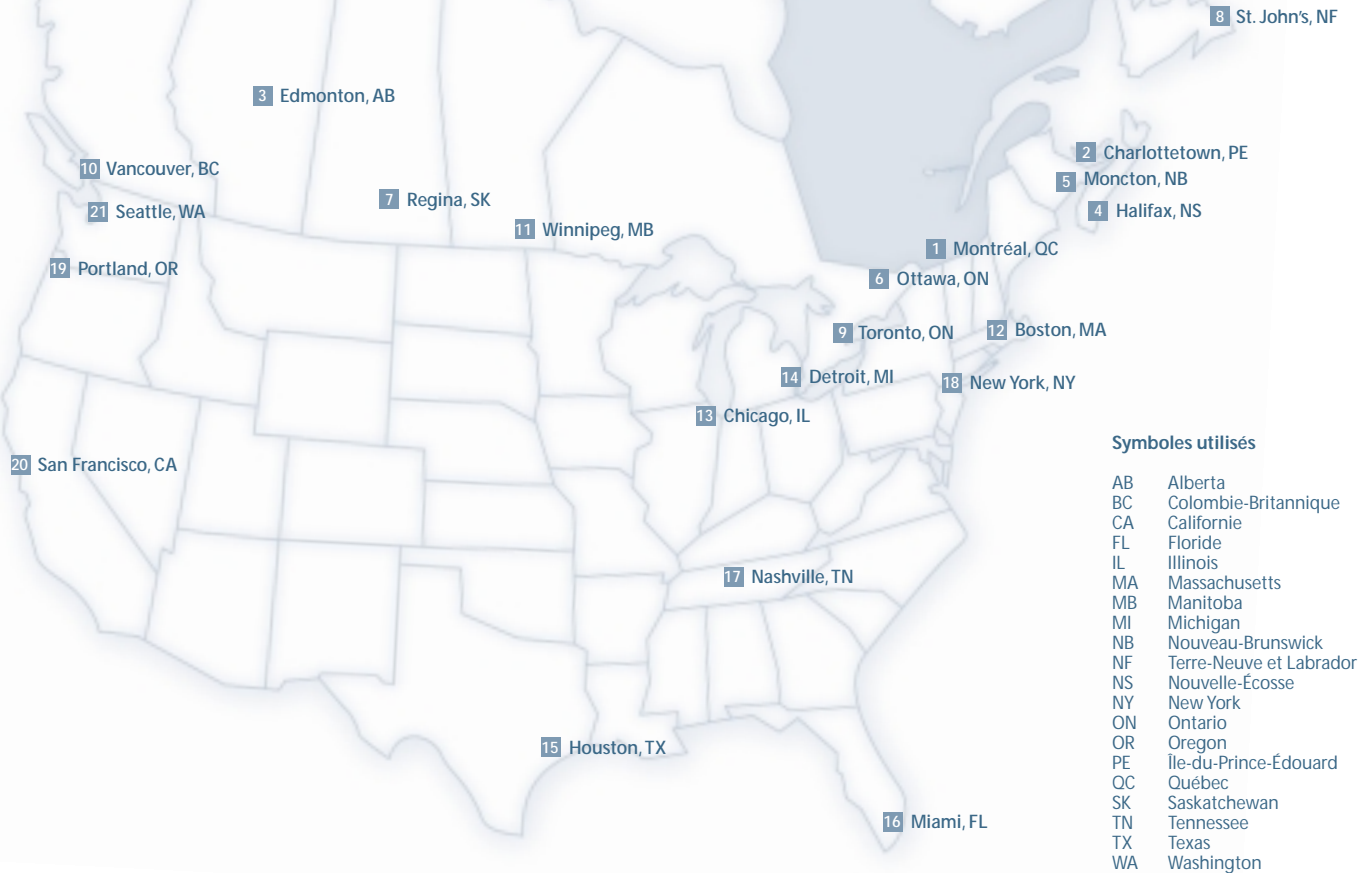 8 St. John's, NF
3 Edmonton, AB
2 Charlottetown, PE
10 Vancouver, BC
5 Moncton, NB
7 Regina, SK
21 Seattle, WA
4 Halifax, NS
11 Winnipeg, MB
1 Montréal, QC
19 Portland, OR
6 Ottawa, ON
12 Boston, MA
9 Toronto, ON
14 Detroit, MI
18 New York, NY
13 Chicago, IL
20 San Francisco, CA
17 Nashville, TN
15 Houston, TX
16 Miami, FL
Symboles utilisés
AB Alberta
BC Colombie-Britannique
CA Californie
FL Floride
IL Illinois
MA Massachusetts
MB Manitoba
MI Michigan
NB Nouveau-Brunswick
NF Terre-Neuve et Labrador
NS Nouvelle-Écosse
NY New York
ON Ontario
OR Oregon
PE Île-du-Prince-Édouard
QC Québec
SK Saskatchewan
TN Tennessee
TX Texas
WA Washington